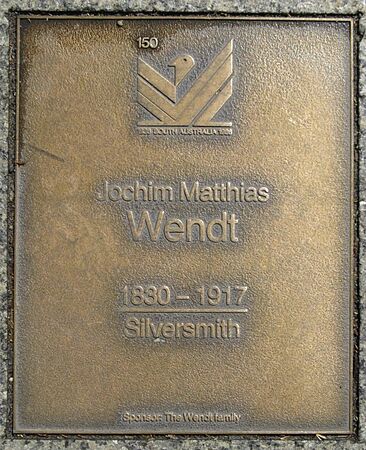 150
1836 SOUTH AUSTRALIA 1986
Jochim Matthias
Wendt
1830 – 1917
Silversmith
Sponsor: The Wendt family